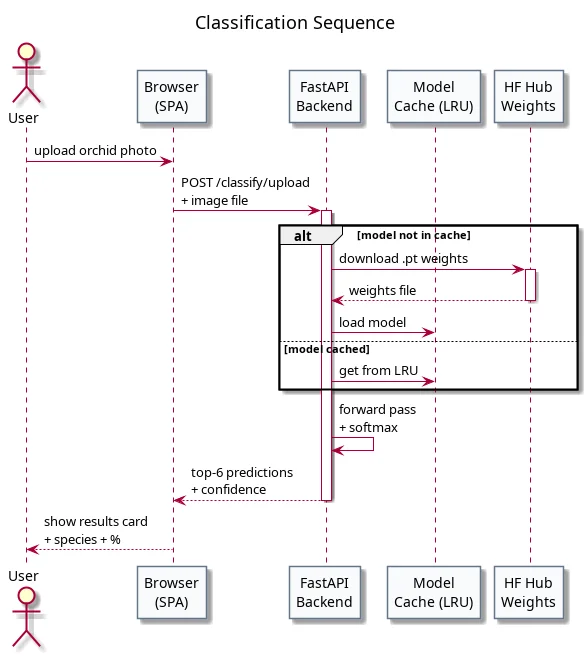 Classification Sequence
User
Browser
(SPA)
FastAPI
Backend
Model
Cache (LRU)
HF Hub
Weights
upload orchid photo
POST /classify/upload
+ image file
alt
[model not in cache]
download .pt weights
weights file
load model
[model cached]
get from LRU
forward pass
+ softmax
top-6 predictions
+ confidence
show results card
+ species + %
User
Browser
(SPA)
FastAPI
Backend
Model
Cache (LRU)
HF Hub
Weights